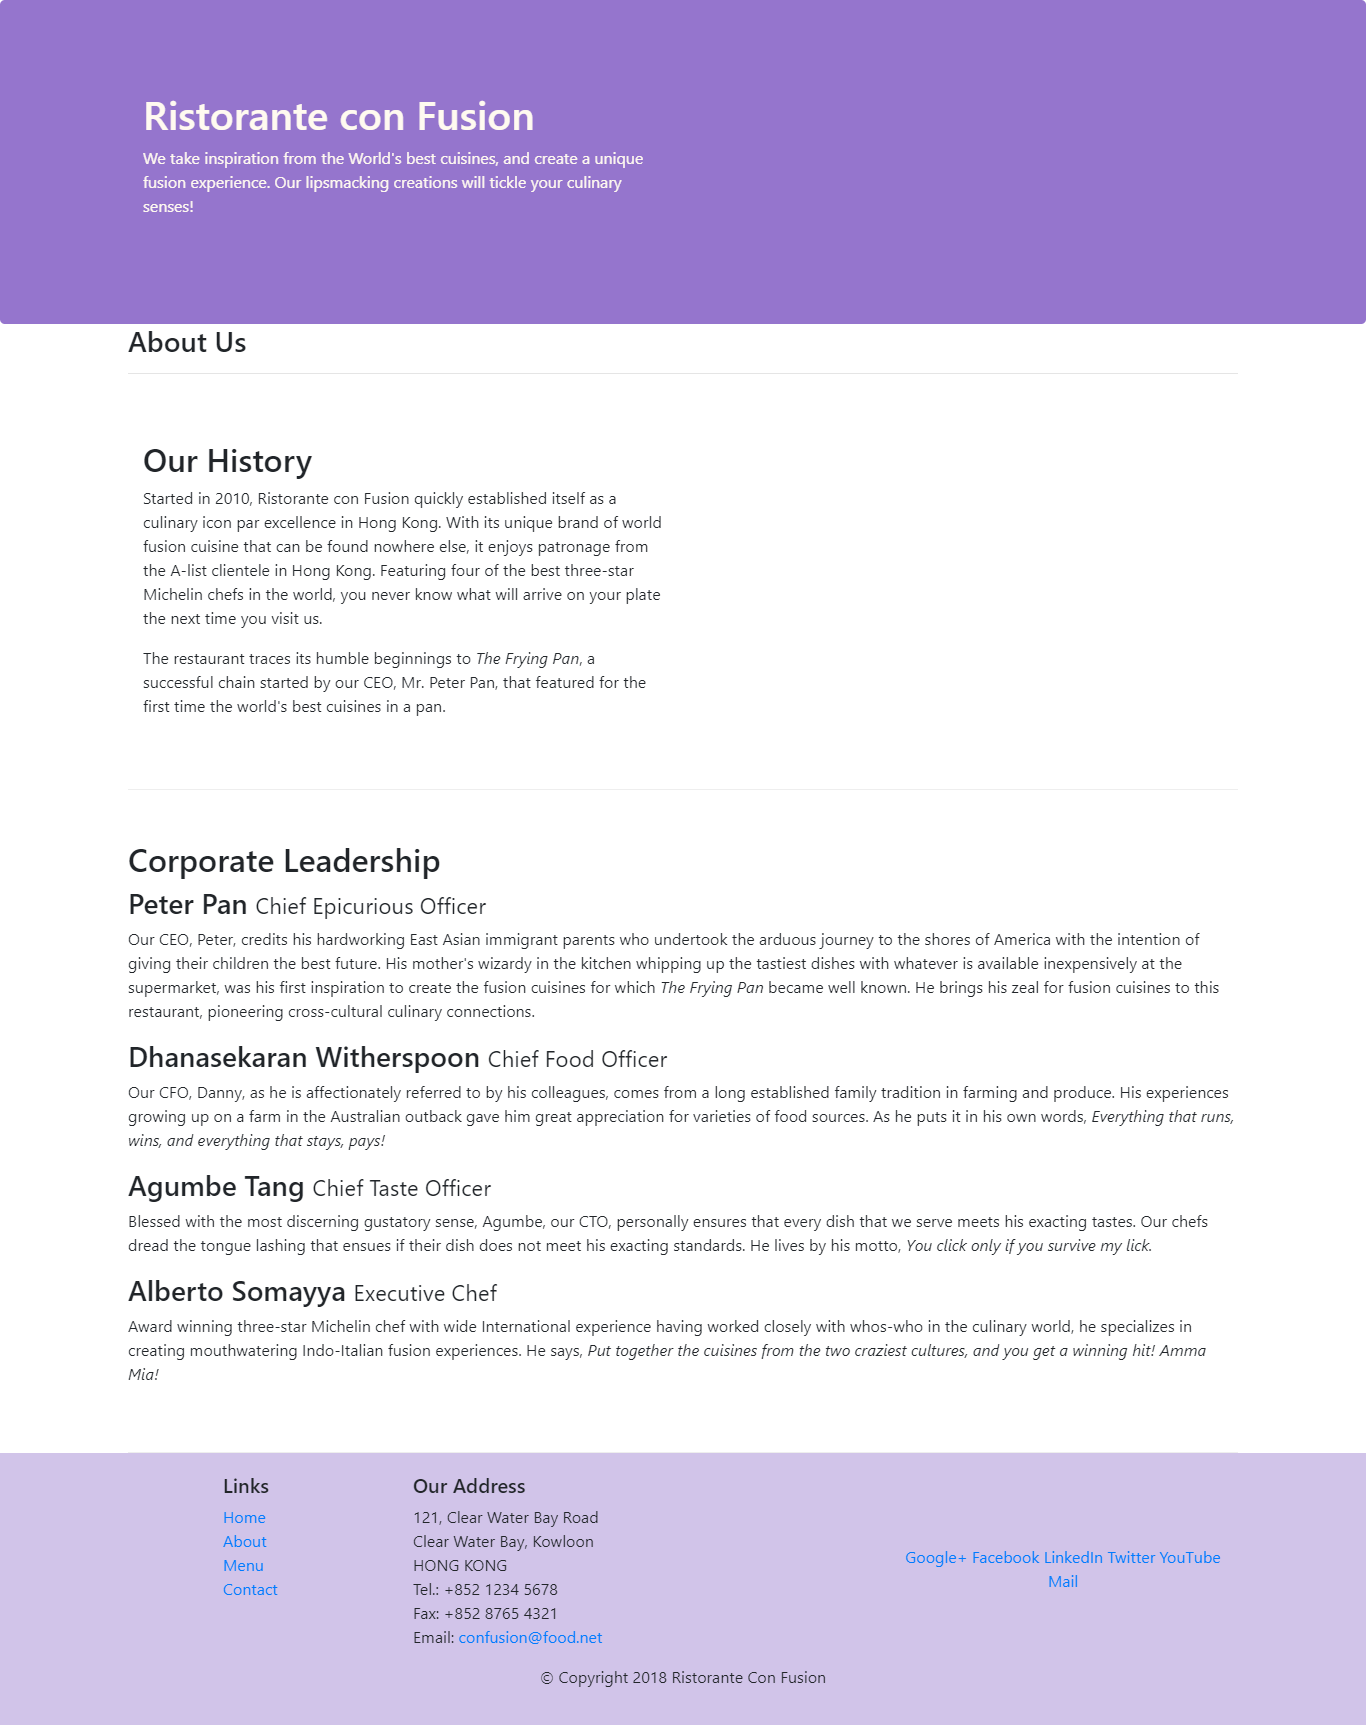 Ristorante con Fusion
We take inspiration from the World's best cuisines, and create a unique
fusion experience. Our lipsmacking creations will tickle your culinary
senses!
About Us
Our History
Started in 2010, Ristorante con Fusion quickly established itself as a
culinary icon par excellence in Hong Kong. With its unique brand of world
fusion cuisine that can be found nowhere else, it enjoys patronage from
the A-list clientele in Hong Kong. Featuring four of the best three-star
Michelin chefs in the world, you never know what will arrive on your plate
the next time you visit us.
The restaurant traces its humble beginnings to The Frying Pan, a
successful chain started by our CEO, Mr. Peter Pan, that featured for the
first time the world's best cuisines in a pan.
Corporate Leadership
Peter Pan Chief Epicurious Officer
Our CEO, Peter, credits his hardworking East Asian immigrant parents who undertook the arduous journey to the shores of America with the intention of
giving their children the best future. His mother's wizardy in the kitchen whipping up the tastiest dishes with whatever is available inexpensively at the
supermarket, was his first inspiration to create the fusion cuisines for which The Frying Pan became well known. He brings his zeal for fusion cuisines to this
restaurant, pioneering cross-cultural culinary connections.
Dhanasekaran Witherspoon Chief Food Officer
Our CFO, Danny, as he is affectionately referred to by his colleagues, comes from a long established family tradition in farming and produce. His experiences
growing up on a farm in the Australian outback gave him great appreciation for varieties of food sources. As he puts it in his own words, Everything that runs,
wins, and everything that stays, pays!
Agumbe Tang Chief Taste Officer
Blessed with the most discerning gustatory sense, Agumbe, our CTO, personally ensures that every dish that we serve meets his exacting tastes. Our chefs
dread the tongue lashing that ensues if their dish does not meet his exacting standards. He lives by his motto, You click only if you survive my lick.
Alberto Somayya Executive Chef
Award winning three-star Michelin chef with wide International experience having worked closely with whos-who in the culinary world, he specializes in
creating mouthwatering Indo-Italian fusion experiences. He says, Put together the cuisines from the two craziest cultures, and you get a winning hit! Amma
Mia!
Links
Home
About
Menu
Contact
Our Address
121, Clear Water Bay Road
Clear Water Bay, Kowloon
HONG KONG
Tel.: +852 1234 5678
Fax: +852 8765 4321
Email: confusion@food.net
Google+ Facebook LinkedIn Twitter YouTube
Mail
© Copyright 2018 Ristorante Con Fusion